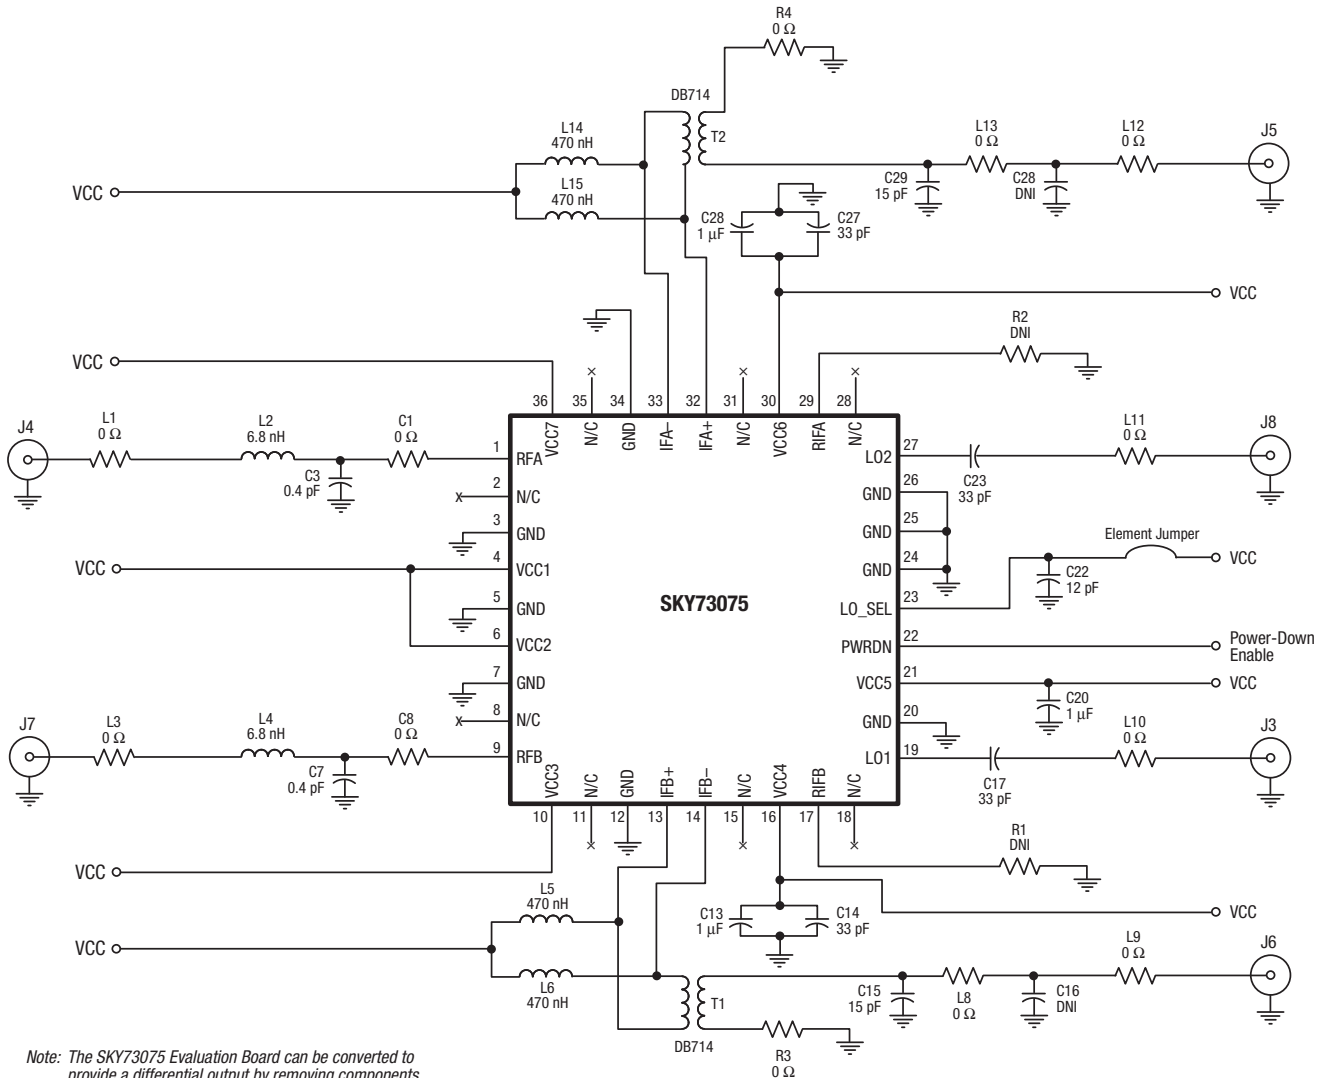 R4
0 Ω
DB714
T2
L14
470 nH
L15
470 nH
VCC
C29
15 pF
L13
0 Ω
C28
DNI
L12
0 Ω
J5
C28
1 μF
C27
33 pF
VCC
R2
DNI
VCC
36
35
34
33
32
31
30
29
28
×
×
×
VCC7
N/C
GND
IFA–
IFA+
N/C
VCC6
RIFA
N/C
J4
L1
0 Ω
L2
6.8 nH
C3
0.4 pF
C1
0 Ω
1
RFA
2
x
N/C
3
GND
VCC
4
VCC1
5
GND
6
VCC2
7
GND
8
x
N/C
J7
L3
0 Ω
L4
6.8 nH
C7
0.4 pF
C8
0 Ω
9
RFB
SKY73075
LO2
27
C23
33 pF
L11
0 Ω
J8
GND
26
GND
25
GND
24
Element Jumper
VCC
C22
12 pF
LO_SEL
23
PWRDN
22
Power-Down
Enable
VCC5
21
VCC
C20
1 μF
GND
20
LO1
19
C17
33 pF
L10
0 Ω
J3
VCC3
N/C
GND
IFB+
IFB–
N/C
VCC4
RIFB
N/C
10
11
12
13
14
15
16
17
18
×
×
×
R1
DNI
VCC
L5
470 nH
VCC
L6
470 nH
C13
1 μF
C14
33 pF
VCC
T1
DB714
C15
15 pF
L8
0 Ω
C16
DNI
L9
0 Ω
J6
R3
0 Ω
Note: The SKY73075 Evaluation Board can be converted to
provide a differential output by removing components